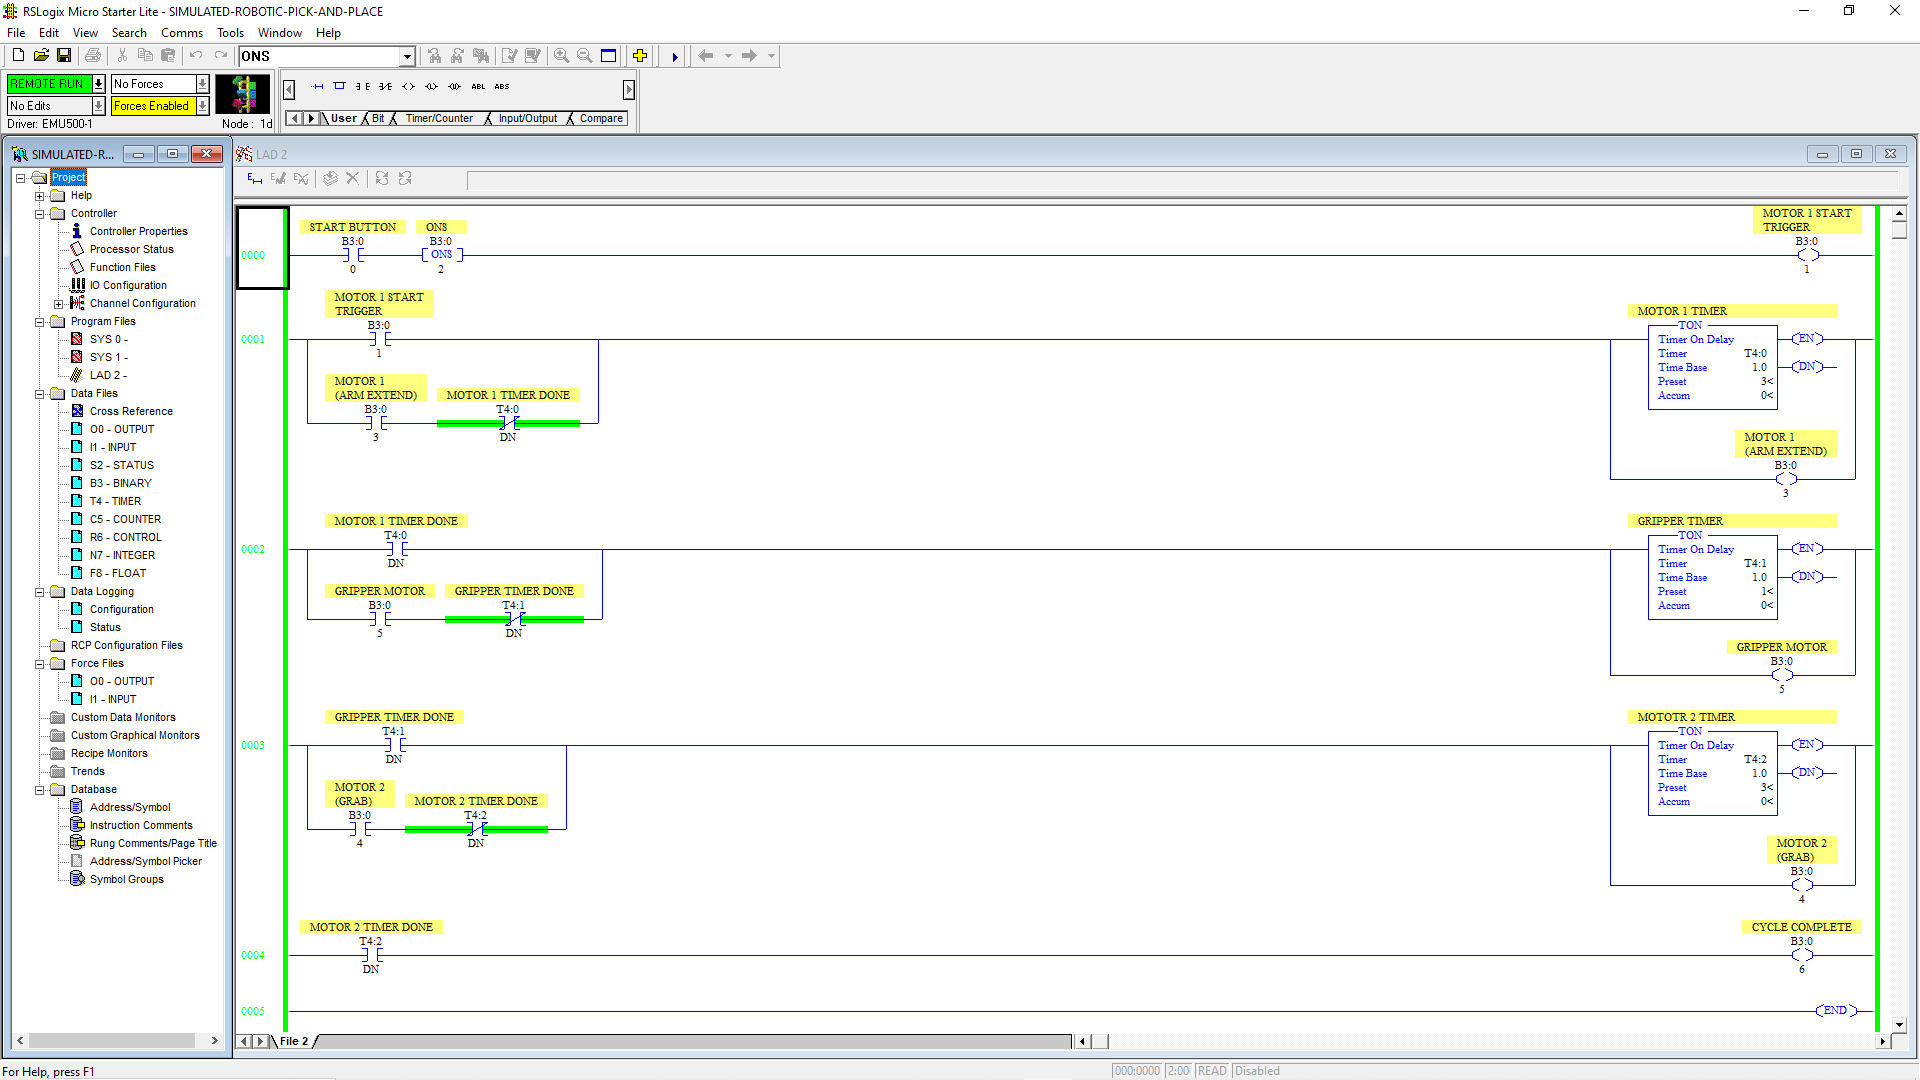 RSLogix Micro Starter Lite - SIMULATED-ROBOTIC-PICK-AND-PLACE
File Edit View Search Comms Tools Window Help
ONS
REMOTE RUN No Forces
No Edits Forces Enabled
Driver: EMU500-1 Node : 1d
ABL ABS
User Bit Timer/Counter Input/Output Compare
SIMULATED-R...
Project
Help
Controller
Controller Properties
Processor Status
Function Files
IO Configuration
Channel Configuration
Program Files
SYS 0 -
SYS 1 -
LAD 2 -
Data Files
Cross Reference
O0 - OUTPUT
I1 - INPUT
S2 - STATUS
B3 - BINARY
T4 - TIMER
C5 - COUNTER
R6 - CONTROL
N7 - INTEGER
F8 - FLOAT
Data Logging
Configuration
Status
RCP Configuration Files
Force Files
O0 - OUTPUT
I1 - INPUT
Custom Data Monitors
Custom Graphical Monitors
Recipe Monitors
Trends
Database
Address/Symbol
Instruction Comments
Rung Comments/Page Title
Address/Symbol Picker
Symbol Groups
LAD 2
MOTOR 1 START
START BUTTON ONS TRIGGER
B3:0 B3:0 B3:0
0000 ONS
0 2 1
MOTOR 1 START
TRIGGER MOTOR 1 TIMER
B3:0 TON
0001 Timer On Delay EN
1 Timer T4:0
Time Base 1.0 DN
MOTOR 1 Preset 3<
(ARM EXTEND) MOTOR 1 TIMER DONE Accum 0<
B3:0 T4:0
3 DN
MOTOR 1
(ARM EXTEND)
B3:0
3
MOTOR 1 TIMER DONE GRIPPER TIMER
T4:0 TON
0002 Timer On Delay EN
DN Timer T4:1
Time Base 1.0 DN
GRIPPER MOTOR GRIPPER TIMER DONE Preset 1<
B3:0 T4:1 Accum 0<
5 DN
GRIPPER MOTOR
B3:0
5
GRIPPER TIMER DONE MOTOTR 2 TIMER
T4:1 TON
0003 Timer On Delay EN
DN Timer T4:2
Time Base 1.0 DN
MOTOR 2 Preset 3<
(GRAB) MOTOR 2 TIMER DONE Accum 0<
B3:0 T4:2
4 DN
MOTOR 2
(GRAB)
B3:0
4
MOTOR 2 TIMER DONE CYCLE COMPLETE
T4:2 B3:0
0004
DN 6
0005 END
File 2
For Help, press F1 000:0000 2:00 READ Disabled